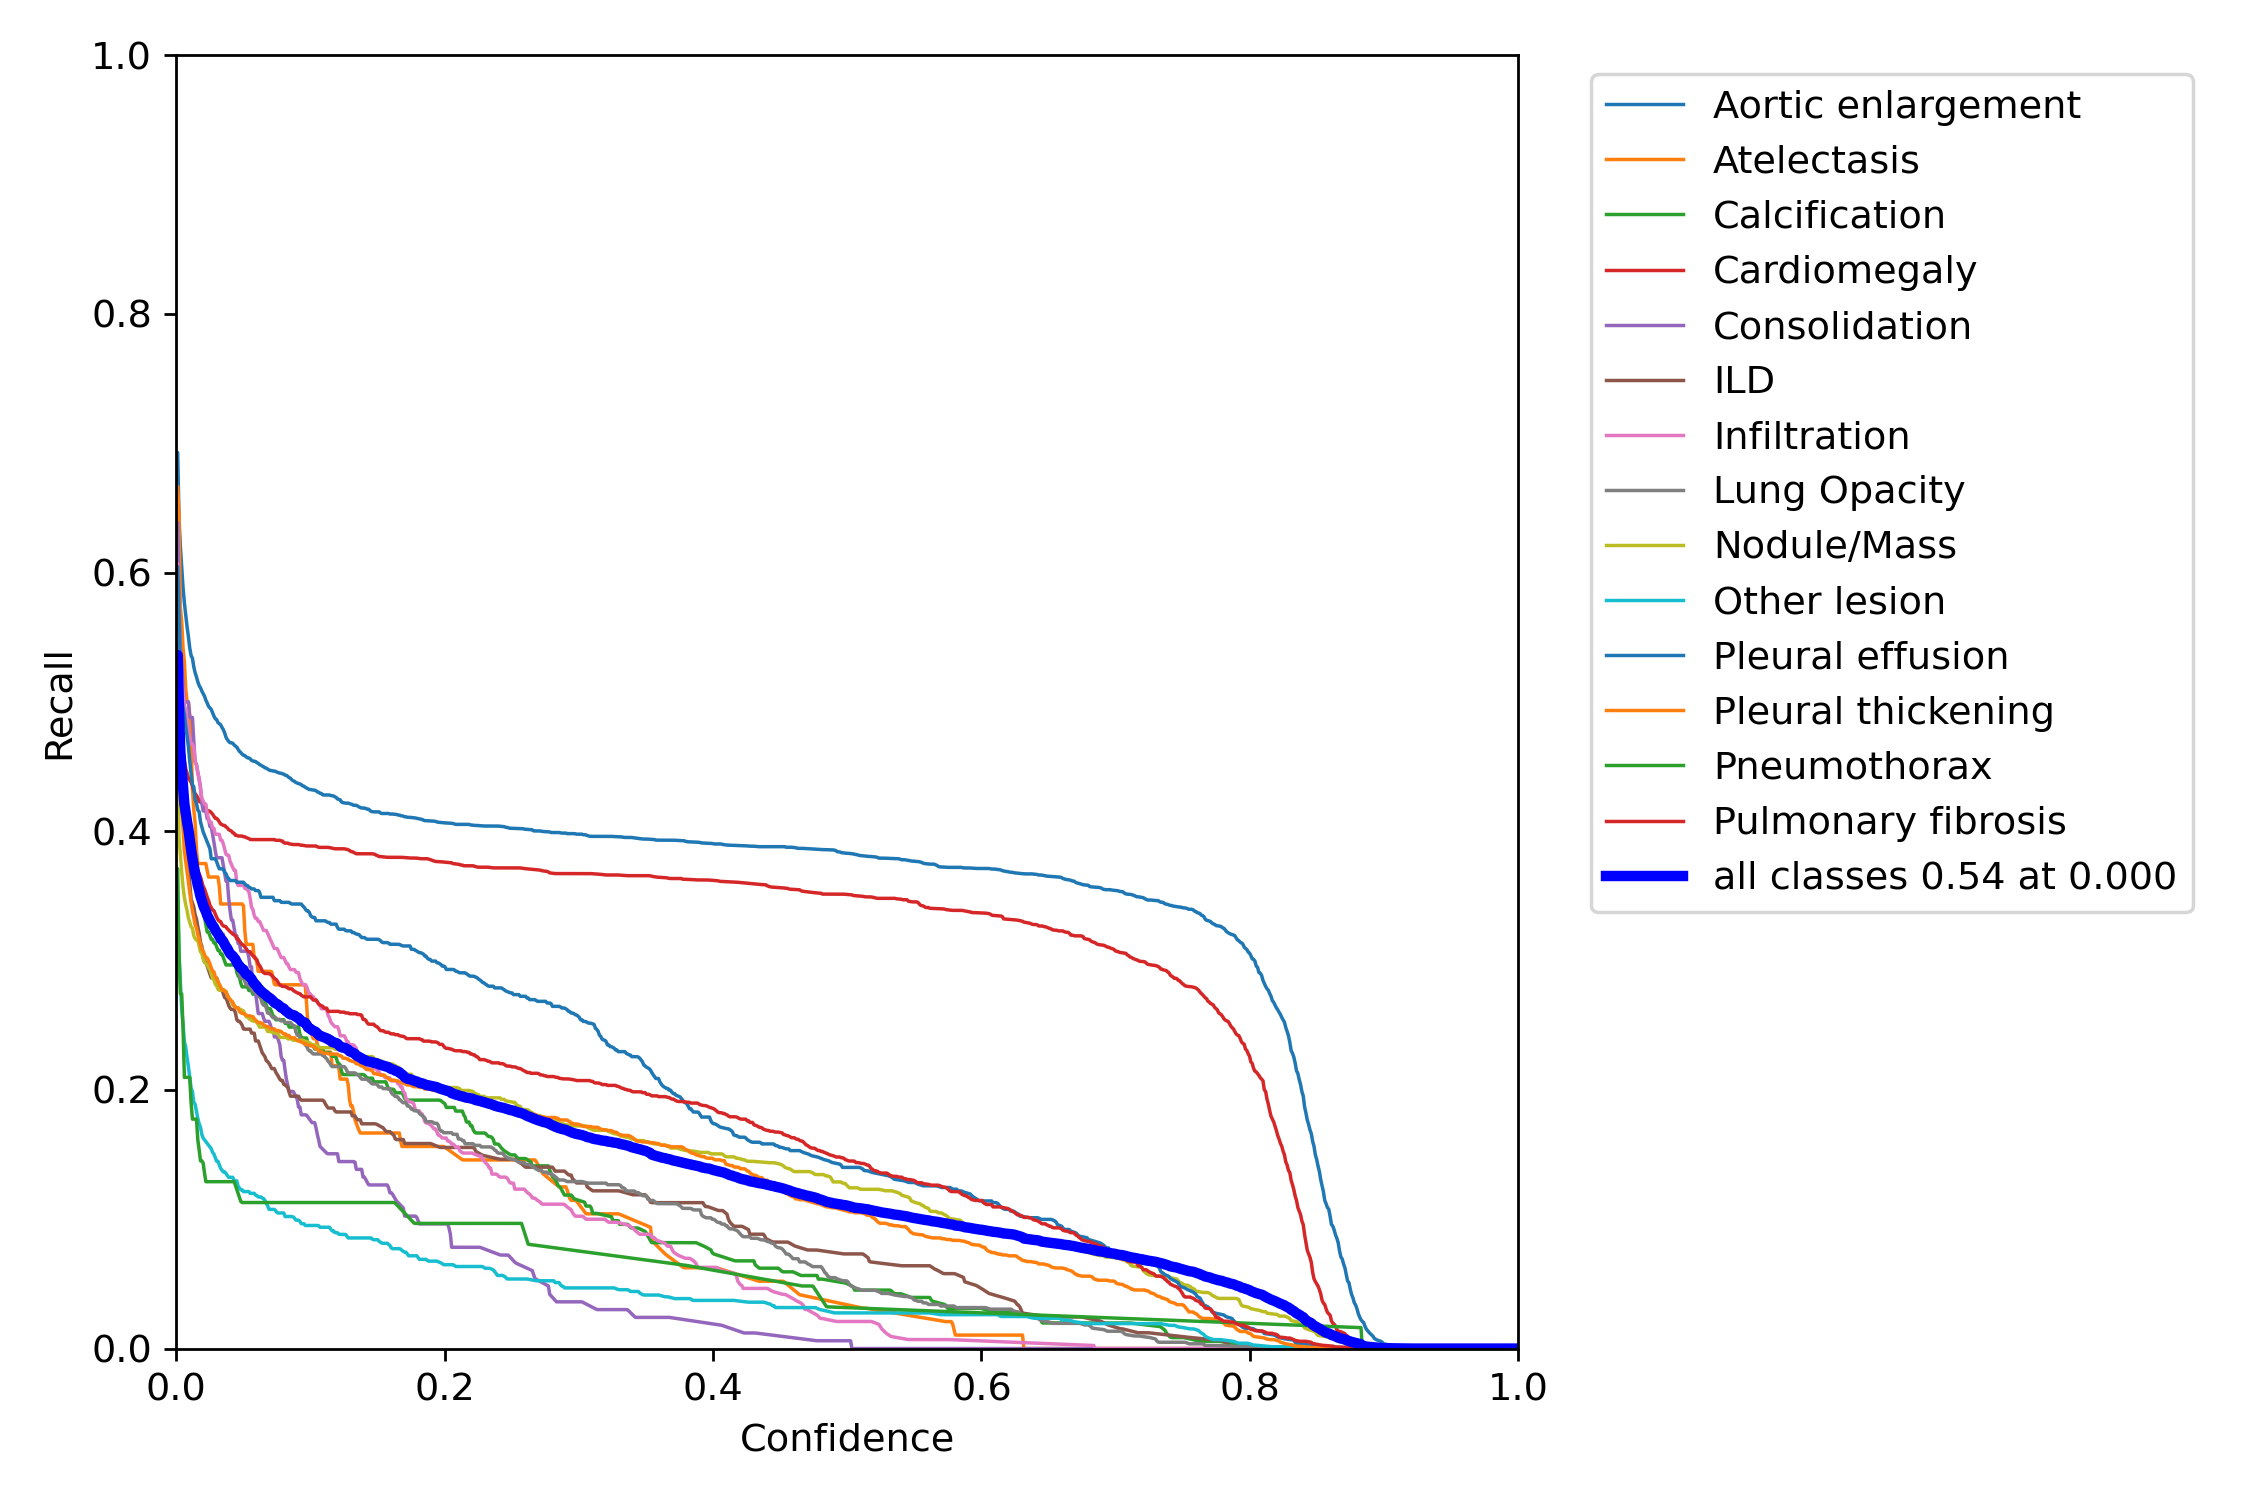 1.0
0.8
0.6
0.4
0.2
0.0
Recall
0.0 0.2 0.4 0.6 0.8 1.0
Confidence
Aortic enlargement
Atelectasis
Calcification
Cardiomegaly
Consolidation
ILD
Infiltration
Lung Opacity
Nodule/Mass
Other lesion
Pleural effusion
Pleural thickening
Pneumothorax
Pulmonary fibrosis
all classes 0.54 at 0.000